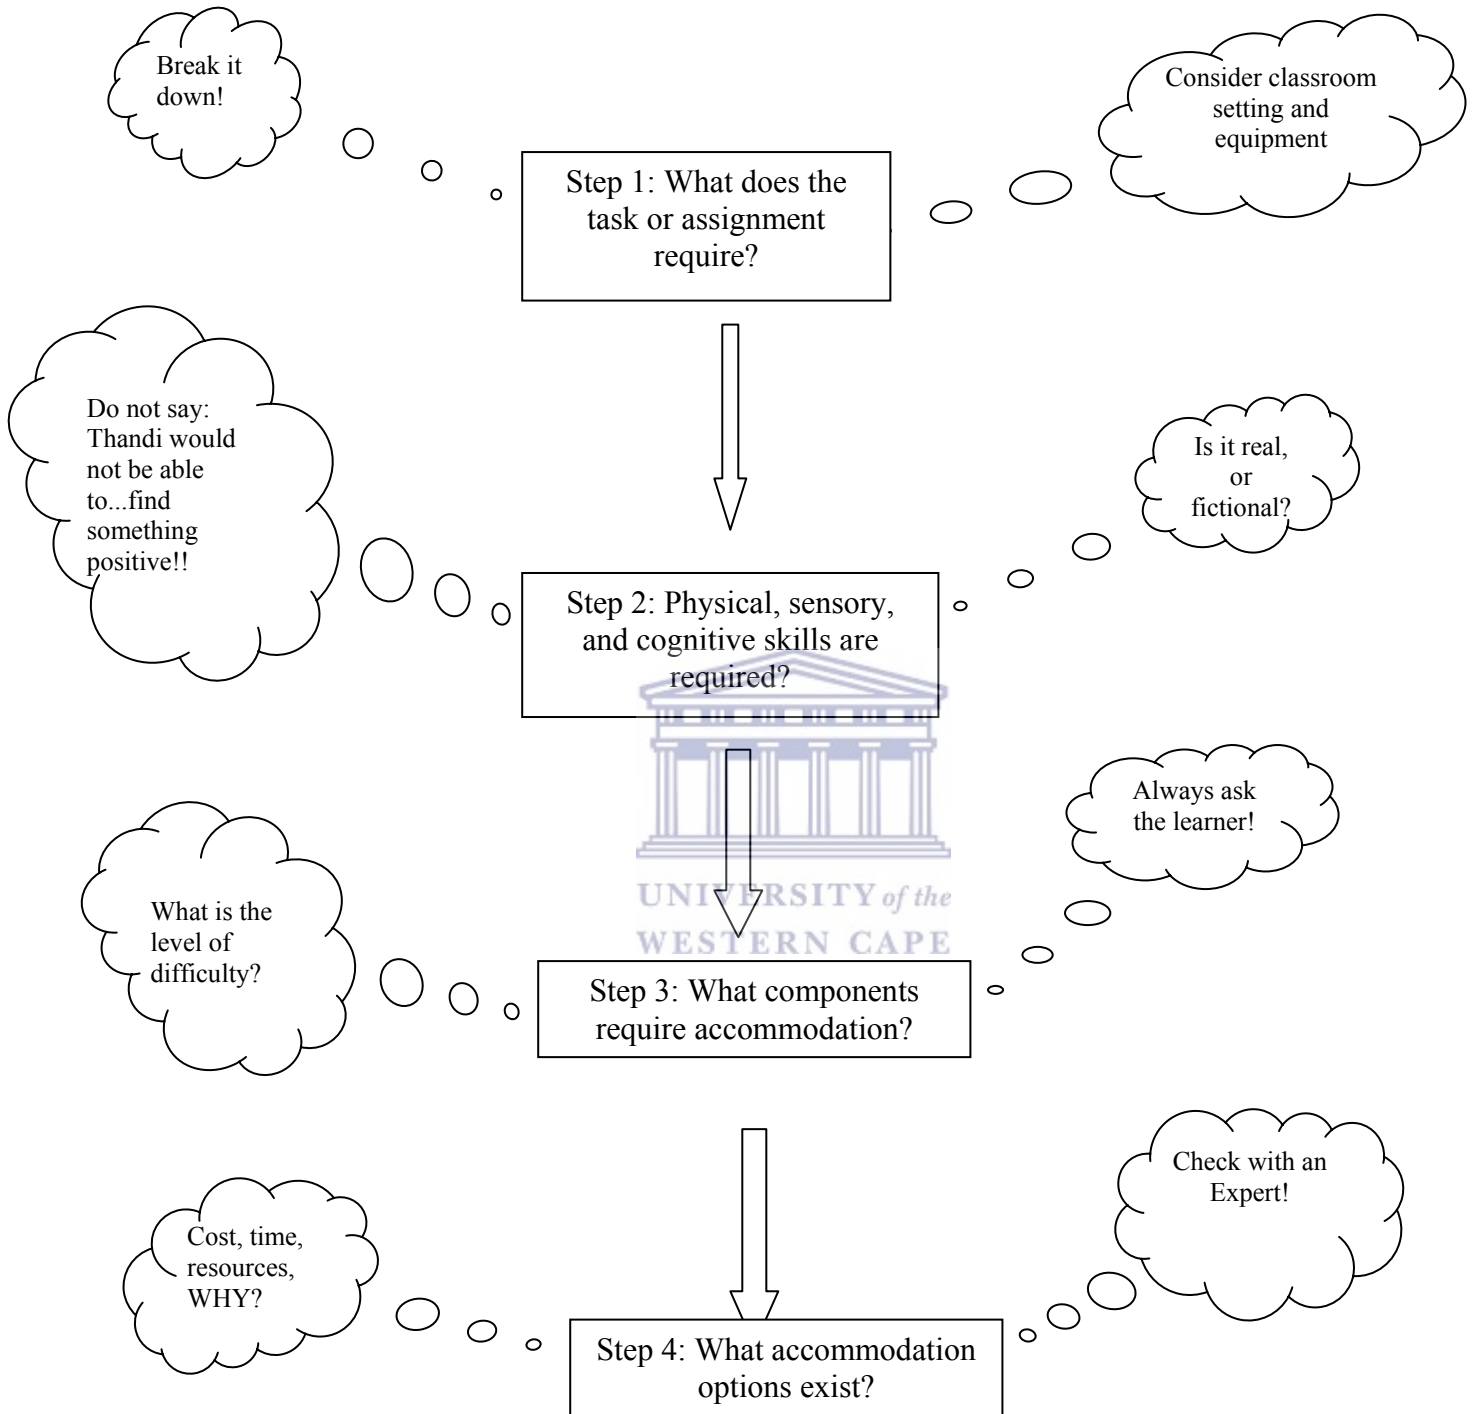 Break it
down!
Consider classroom
setting and
equipment
Step 1: What does the
task or assignment
require?
Do not say:
Thandi would
not be able
to...find
something
positive!!
Is it real,
or
fictional?
Step 2: Physical, sensory,
and cognitive skills are
required?
Always ask
the learner!
UNIVERSITY of the
WESTERN CAPE
What is the
level of
difficulty?
Step 3: What components
require accommodation?
Check with an
Expert!
Cost, time,
resources,
WHY?
Step 4: What accommodation
options exist?